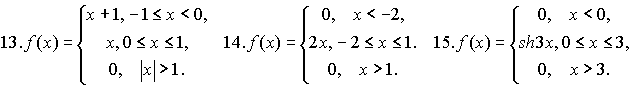 13. f(x) = { x + 1, -1 ≤ x < 0,
x, 0 ≤ x ≤ 1,
0, |x| > 1.
14. f(x) = { 0, x < -2,
2x, -2 ≤ x ≤ 1.
0, x > 1.
15. f(x) = { 0, x < 0,
sh3x, 0 ≤ x ≤ 3,
0, x > 3.